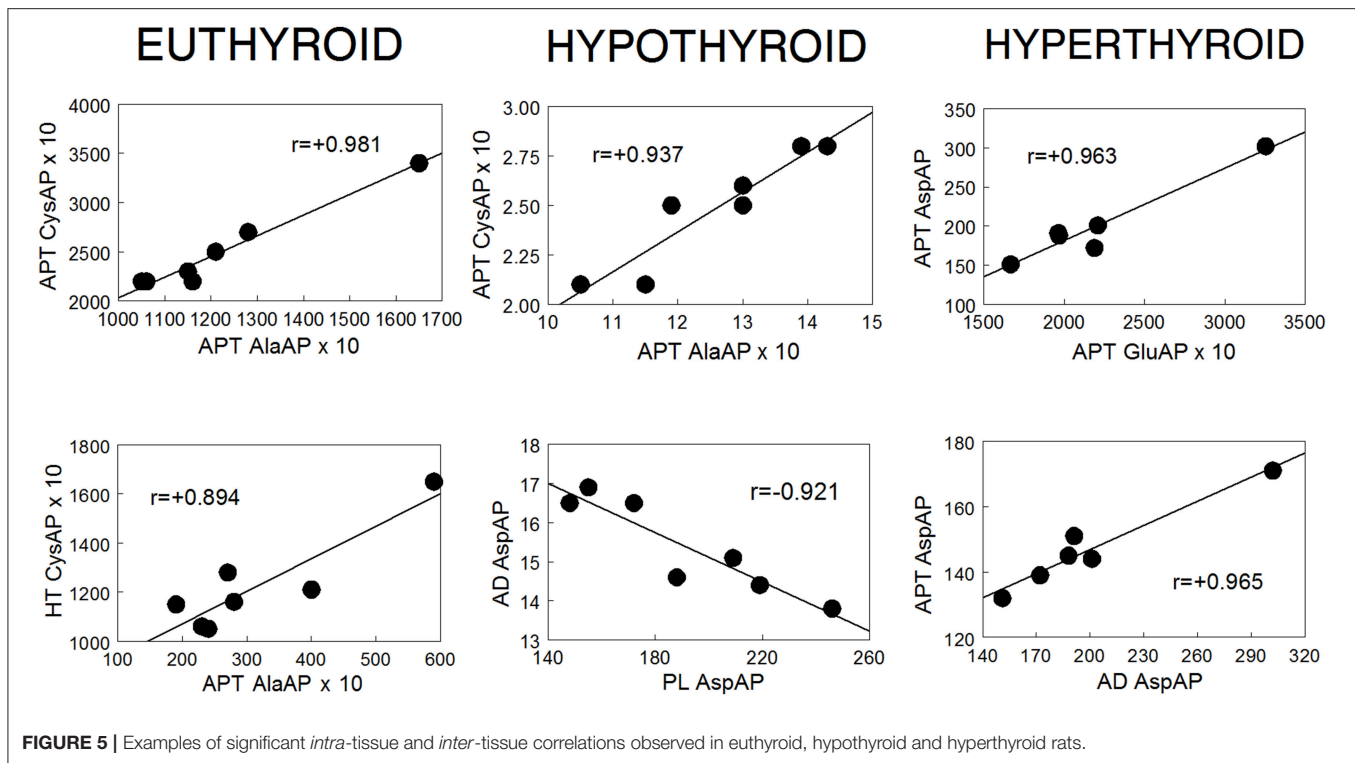 EUTHYROID HYPOTHYROID HYPERTHYROID
4000
3500
3000
2500
2000
APT CysAP x 10
r=+0.981
1000 1100 1200 1300 1400 1500 1600 1700
APT AlaAP x 10
3.00
2.75
2.50
2.25
2.00
APT CysAP x 10
r=+0.937
10 11 12 13 14 15
APT AlaAP x 10
350
300
250
200
150
100
APT AspAP
r=+0.963
1500 2000 2500 3000 3500
APT GluAP x 10
1800
1600
1400
1200
1000
HT CysAP x 10
r=+0.894
100 200 300 400 500 600
APT AlaAP x 10
18
17
16
15
14
13
AD AspAP
r=-0.921
140 180 220 260
PL AspAP
180
160
140
120
APT AspAP
r=+0.965
140 170 200 230 260 290 320
AD AspAP
FIGURE 5 | Examples of significant intra-tissue and inter-tissue correlations observed in euthyroid, hypothyroid and hyperthyroid rats.